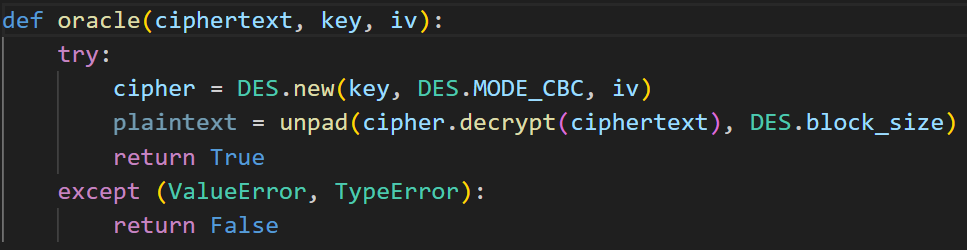 def oracle(ciphertext, key, iv):
    try:
        cipher = DES.new(key, DES.MODE_CBC, iv)
        plaintext = unpad(cipher.decrypt(ciphertext), DES.block_size)
        return True
    except (ValueError, TypeError):
        return False